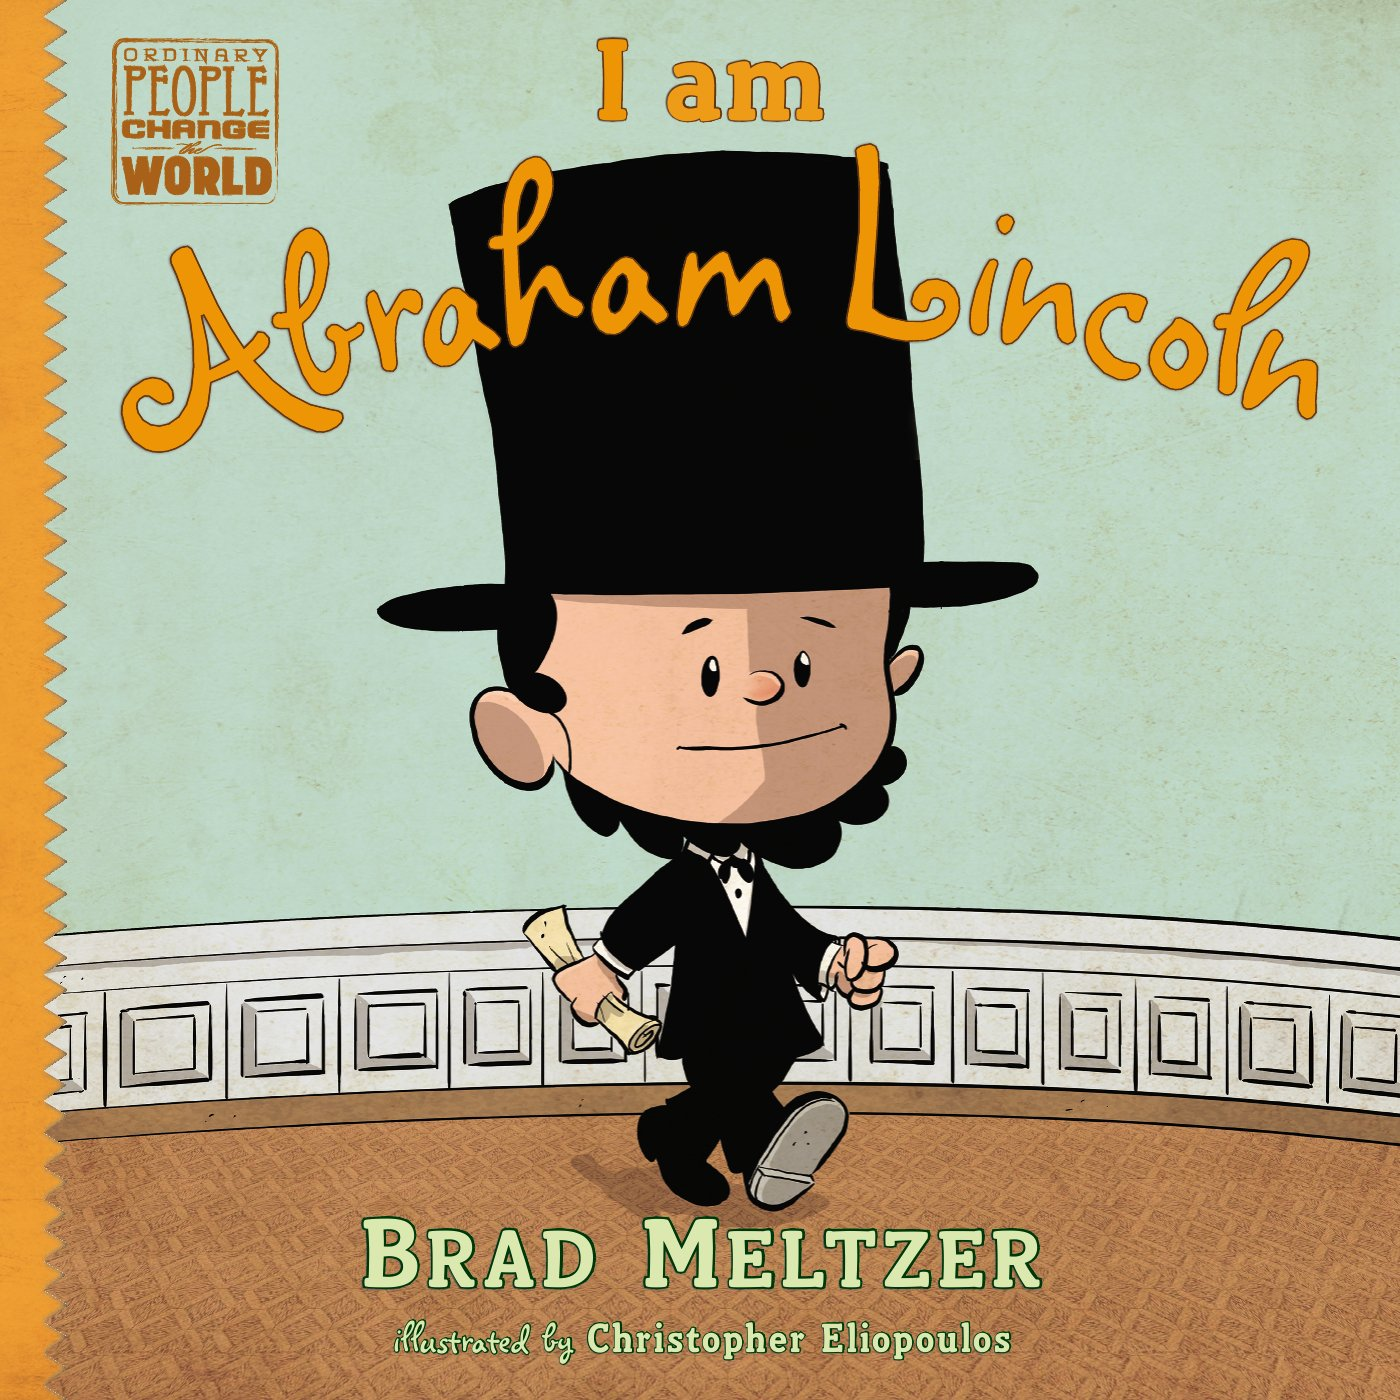 ORDINARY
PEOPLE
CHANGE
the
WORLD
I am
Abraham Lincoln
BRAD MELTZER
illustrated by Christopher Eliopoulos